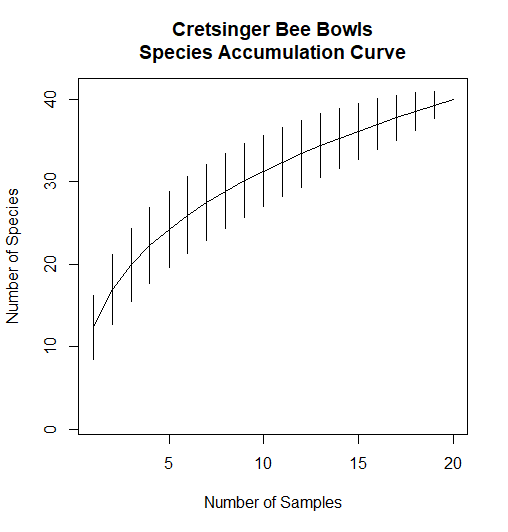 Cretsinger Bee Bowls
Species Accumulation Curve
Number of Species
40
30
20
10
0
5 10 15 20
Number of Samples